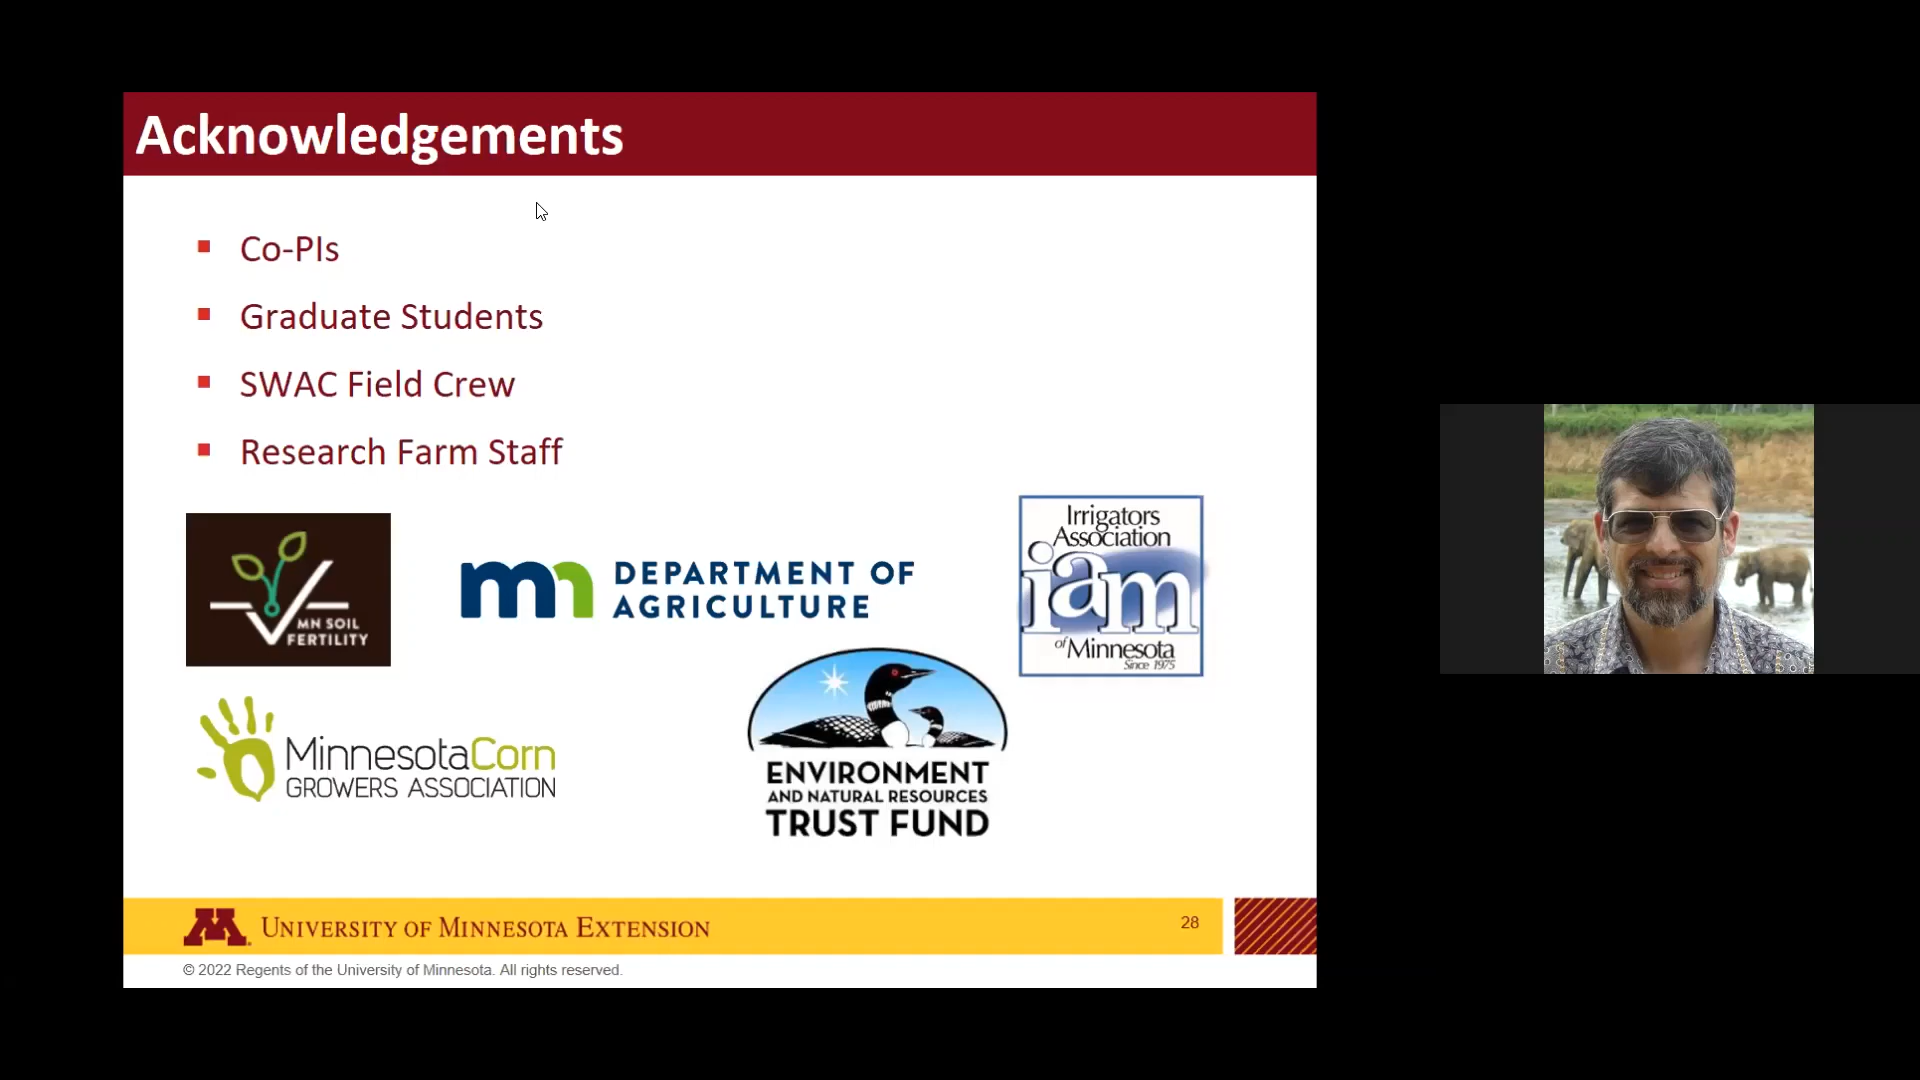 Acknowledgements
Co-PIs
Graduate Students
SWAC Field Crew
Research Farm Staff
MN SOIL
FERTILITY
mn DEPARTMENT OF
AGRICULTURE
Irrigators
Association
iam
of Minnesota
Since 1975
MinnesotaCorn
GROWERS ASSOCIATION
ENVIRONMENT
AND NATURAL RESOURCES
TRUST FUND
M UNIVERSITY OF MINNESOTA EXTENSION
28
© 2022 Regents of the University of Minnesota. All rights reserved.